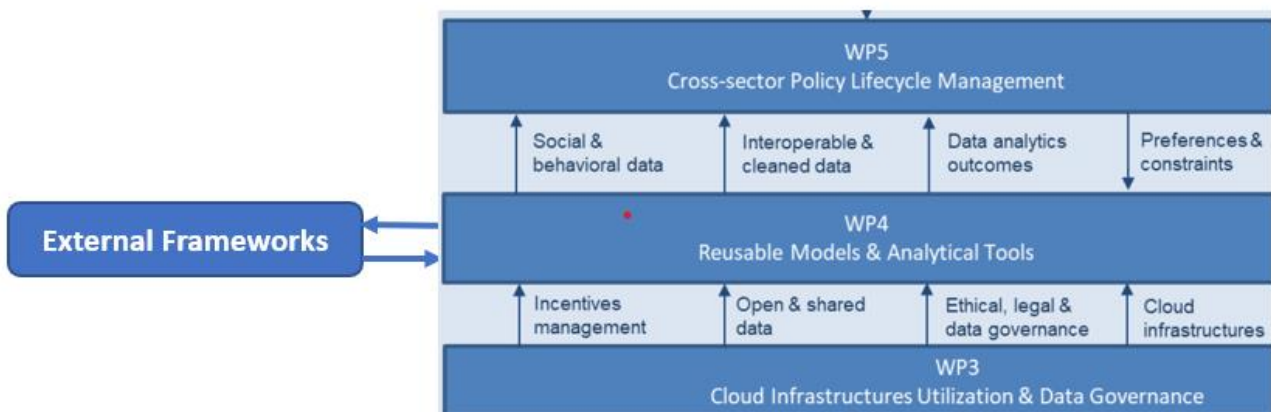 WP5
Cross-sector Policy Lifecycle Management
Social &
behavioral data
Interoperable &
cleaned data
Data analytics
outcomes
Preferences &
constraints
External Frameworks
WP4
Reusable Models & Analytical Tools
Incentives
management
Open & shared
data
Ethical, legal &
data governance
Cloud
infrastructures
WP3
Cloud Infrastructures Utilization & Data Governance